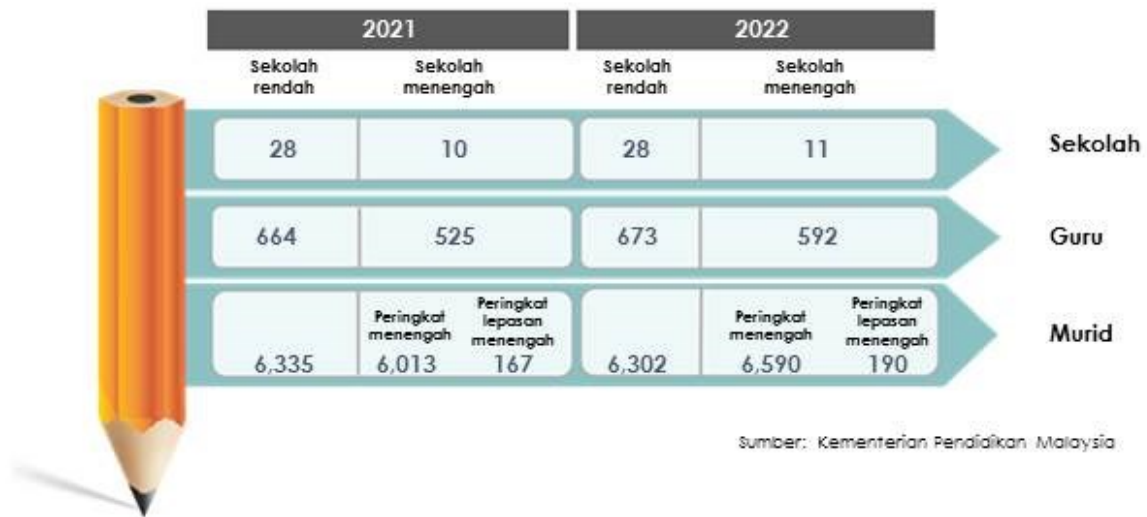 2021 2022
Sekolah rendah Sekolah menengah Sekolah rendah Sekolah menengah
28 10 28 11 Sekolah
664 525 673 592 Guru
Peringkat menengah Peringkat lepasan menengah Peringkat menengah Peringkat lepasan menengah Murid
6,335 6,013 167 6,302 6,590 190
Sumber: Kementerian Pendidikan Malaysia